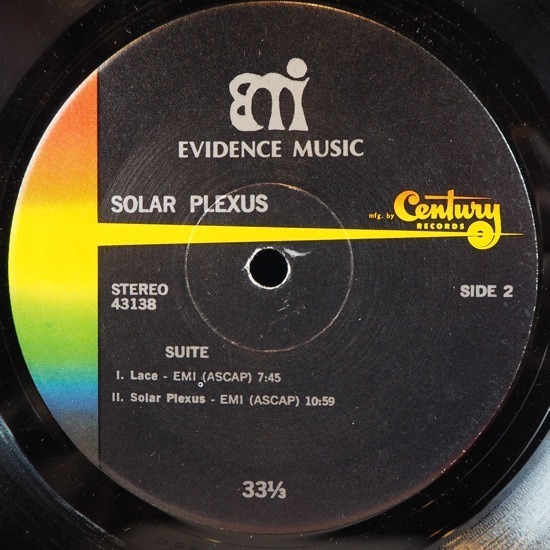 EMI
EVIDENCE MUSIC
SOLAR PLEXUS
mfg. by Century
RECORDS
STEREO
43138
SIDE 2
SUITE
I. Lace - EMI (ASCAP) 7:45
II. Solar Plexus - EMI (ASCAP) 10:59
33⅓